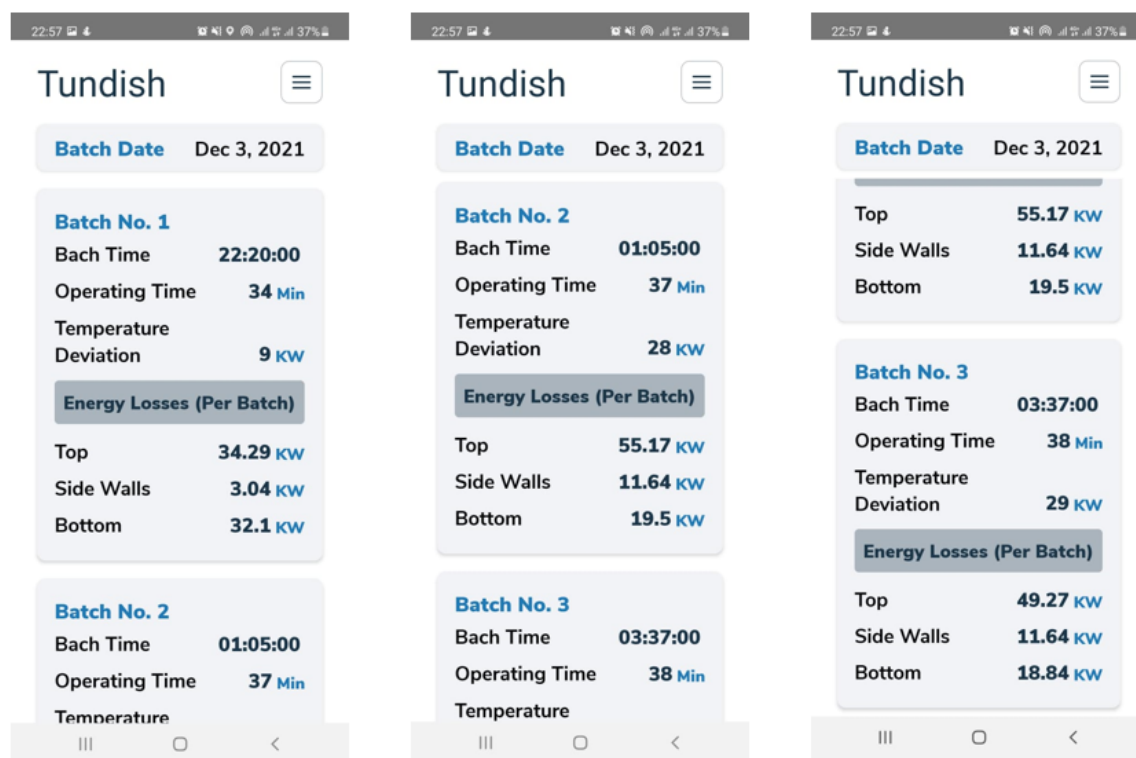 22:57 37%
Tundish
Batch Date Dec 3, 2021
Batch No. 1
Bach Time 22:20:00
Operating Time 34 Min
Temperature
Deviation 9 KW
Energy Losses (Per Batch)
Top 34.29 KW
Side Walls 3.04 KW
Bottom 32.1 KW
Batch No. 2
Bach Time 01:05:00
Operating Time 37 Min
Temperature
22:57 37%
Tundish
Batch Date Dec 3, 2021
Batch No. 2
Bach Time 01:05:00
Operating Time 37 Min
Temperature
Deviation 28 KW
Energy Losses (Per Batch)
Top 55.17 KW
Side Walls 11.64 KW
Bottom 19.5 KW
Batch No. 3
Bach Time 03:37:00
Operating Time 38 Min
Temperature
22:57 37%
Tundish
Batch Date Dec 3, 2021
Top 55.17 KW
Side Walls 11.64 KW
Bottom 19.5 KW
Batch No. 3
Bach Time 03:37:00
Operating Time 38 Min
Temperature
Deviation 29 KW
Energy Losses (Per Batch)
Top 49.27 KW
Side Walls 11.64 KW
Bottom 18.84 KW